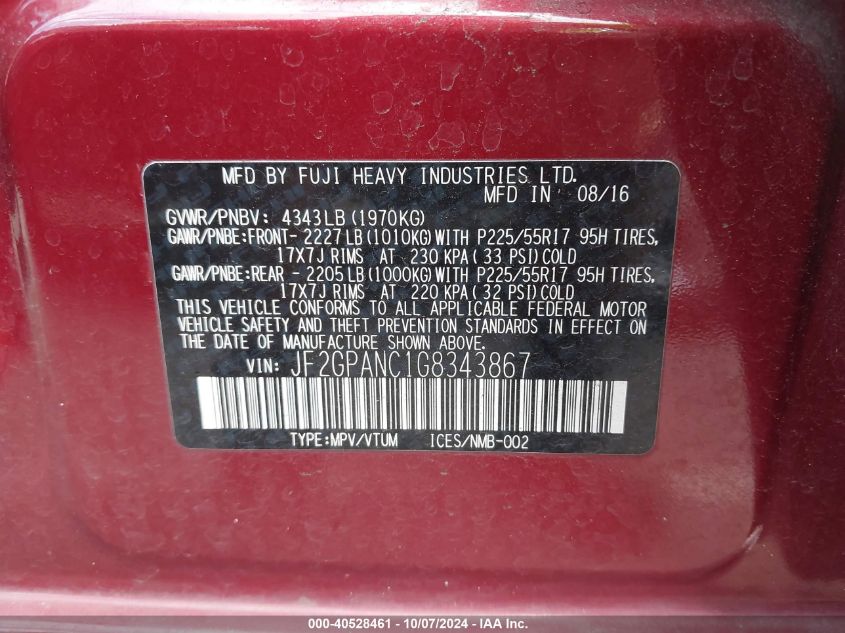 MFD BY FUJI HEAVY INDUSTRIES LTD.
MFD IN 08/16
GVWR/PNBV: 4343LB (1970KG)
GAWR/PNBE:FRONT- 2227 LB (1010KG) WITH P225/55R17 95H TIRES,
17X7J RIMS AT 230 KPA (33 PSI) COLD
GAWR/PNBE:REAR - 2205 LB (1000KG) WITH P225/55R17 95H TIRES,
17X7J RIMS AT 220 KPA (32 PSI) COLD
THIS VEHICLE CONFORMS TO ALL APPLICABLE FEDERAL MOTOR
VEHICLE SAFETY AND THEFT PREVENTION STANDARDS IN EFFECT ON
THE DATE OF MANUFACTURE SHOWN ABOVE.
VIN: JF2GPANC1G8343867
TYPE:MPV/VTUM ICES/NMB-002
000-40528461 - 10/07/2024 - IAA Inc.